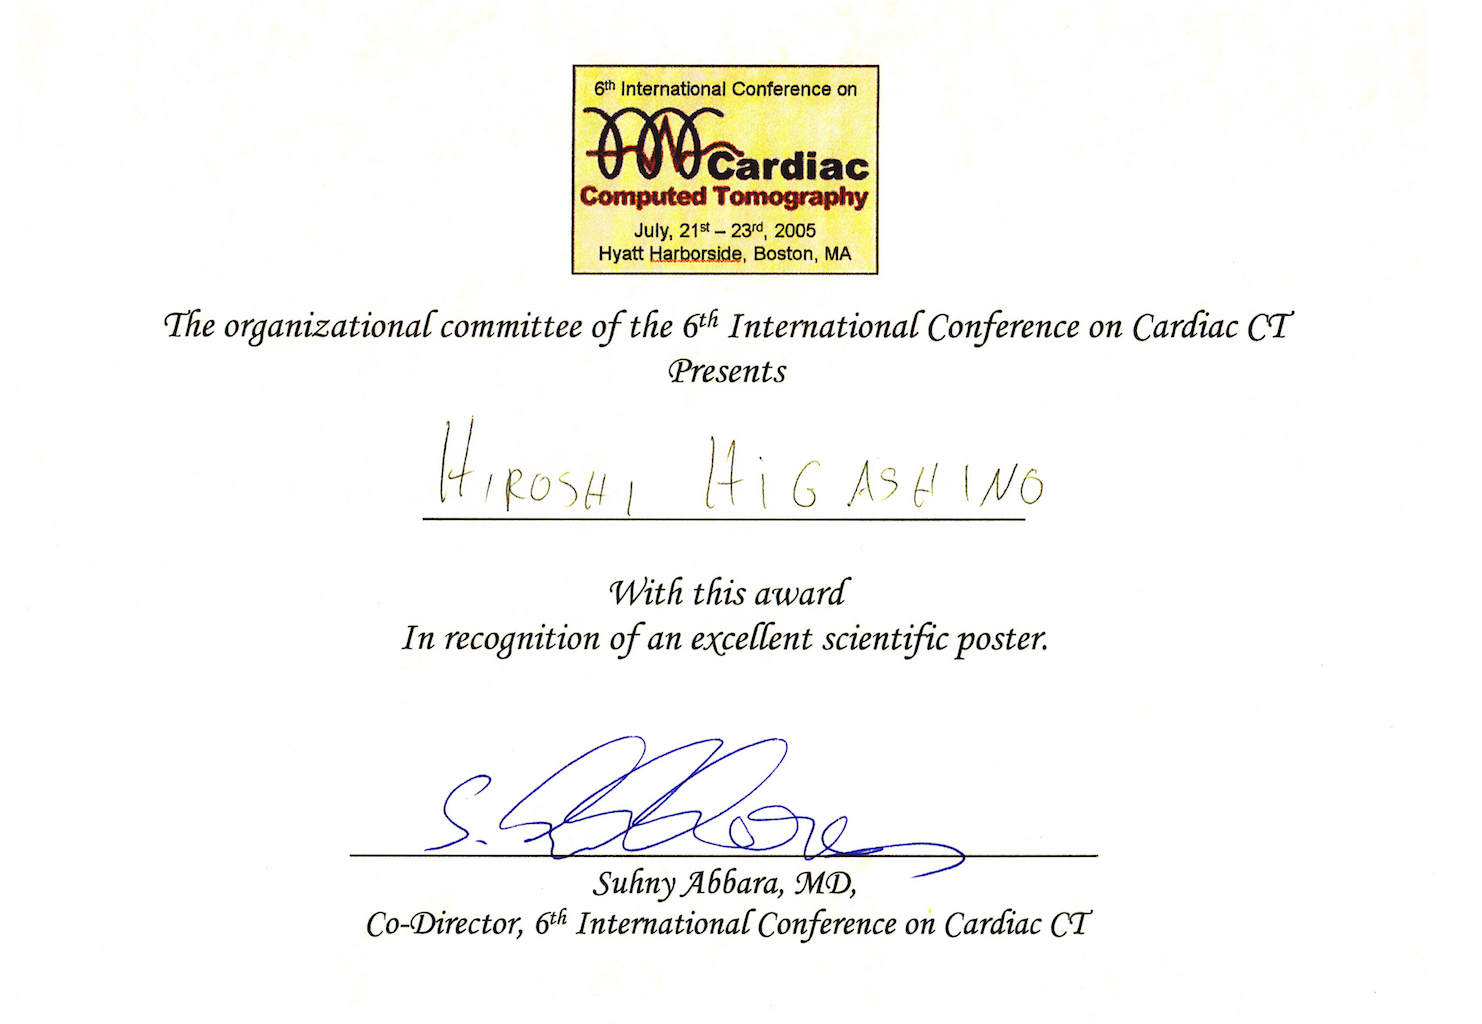 6th International Conference on
Cardiac
Computed Tomography
July, 21st – 23rd, 2005
Hyatt Harborside, Boston, MA
The organizational committee of the 6th International Conference on Cardiac CT
Presents
HIROSHI HIGASHINO
With this award
In recognition of an excellent scientific poster.
S. Abbara
Suhny Abbara, MD,
Co-Director, 6th International Conference on Cardiac CT